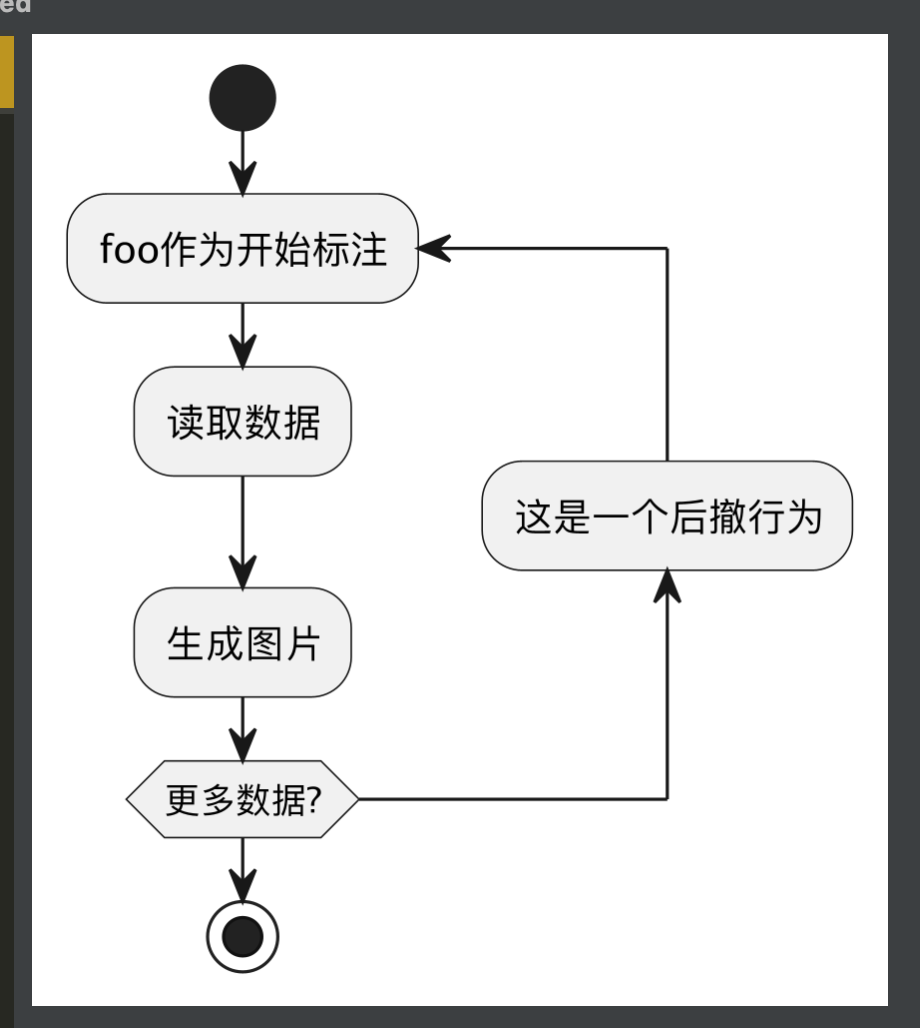 ed
foo作为开始标注
读取数据
这是一个后撤行为
生成图片
更多数据?